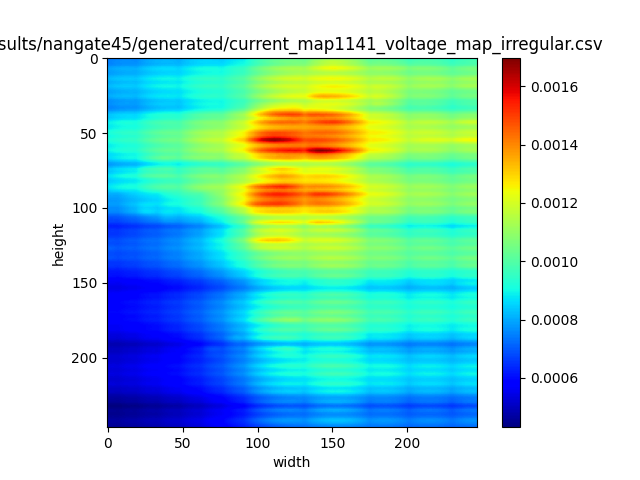 sults/nangate45/generated/current_map1141_voltage_map_irregular.csv
0
50
100
150
200
height
0 50 100 150 200
width
0.0016
0.0014
0.0012
0.0010
0.0008
0.0006